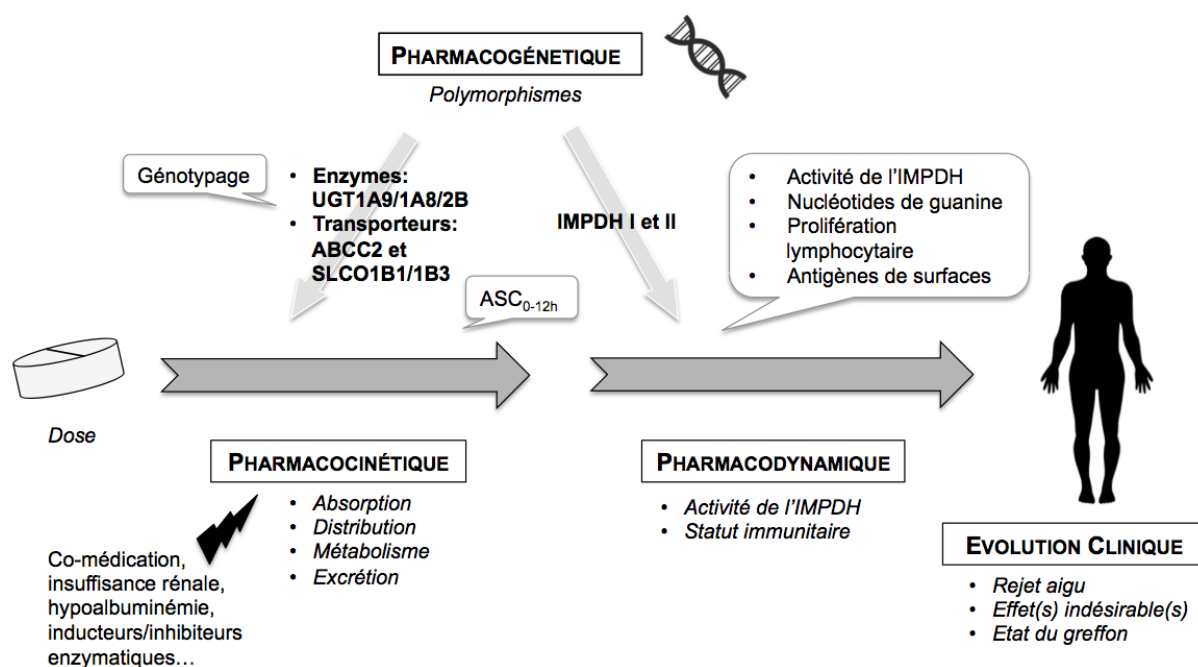 PHARMACOGÉNÉTIQUE
Polymorphismes
Génotypage
• Enzymes:
UGT1A9/1A8/2B
• Transporteurs:
ABCC2 et
SLCO1B1/1B3
IMPDH I et II
• Activité de l'IMPDH
• Nucléotides de guanine
• Prolifération
lymphocytaire
• Antigènes de surfaces
ASC0-12h
Dose
PHARMACOCINÉTIQUE
• Absorption
• Distribution
• Métabolisme
• Excrétion
Co-médication,
insuffisance rénale,
hypoalbuminémie,
inducteurs/inhibiteurs
enzymatiques…
PHARMACODYNAMIQUE
• Activité de l'IMPDH
• Statut immunitaire
EVOLUTION CLINIQUE
• Rejet aigu
• Effet(s) indésirable(s)
• Etat du greffon